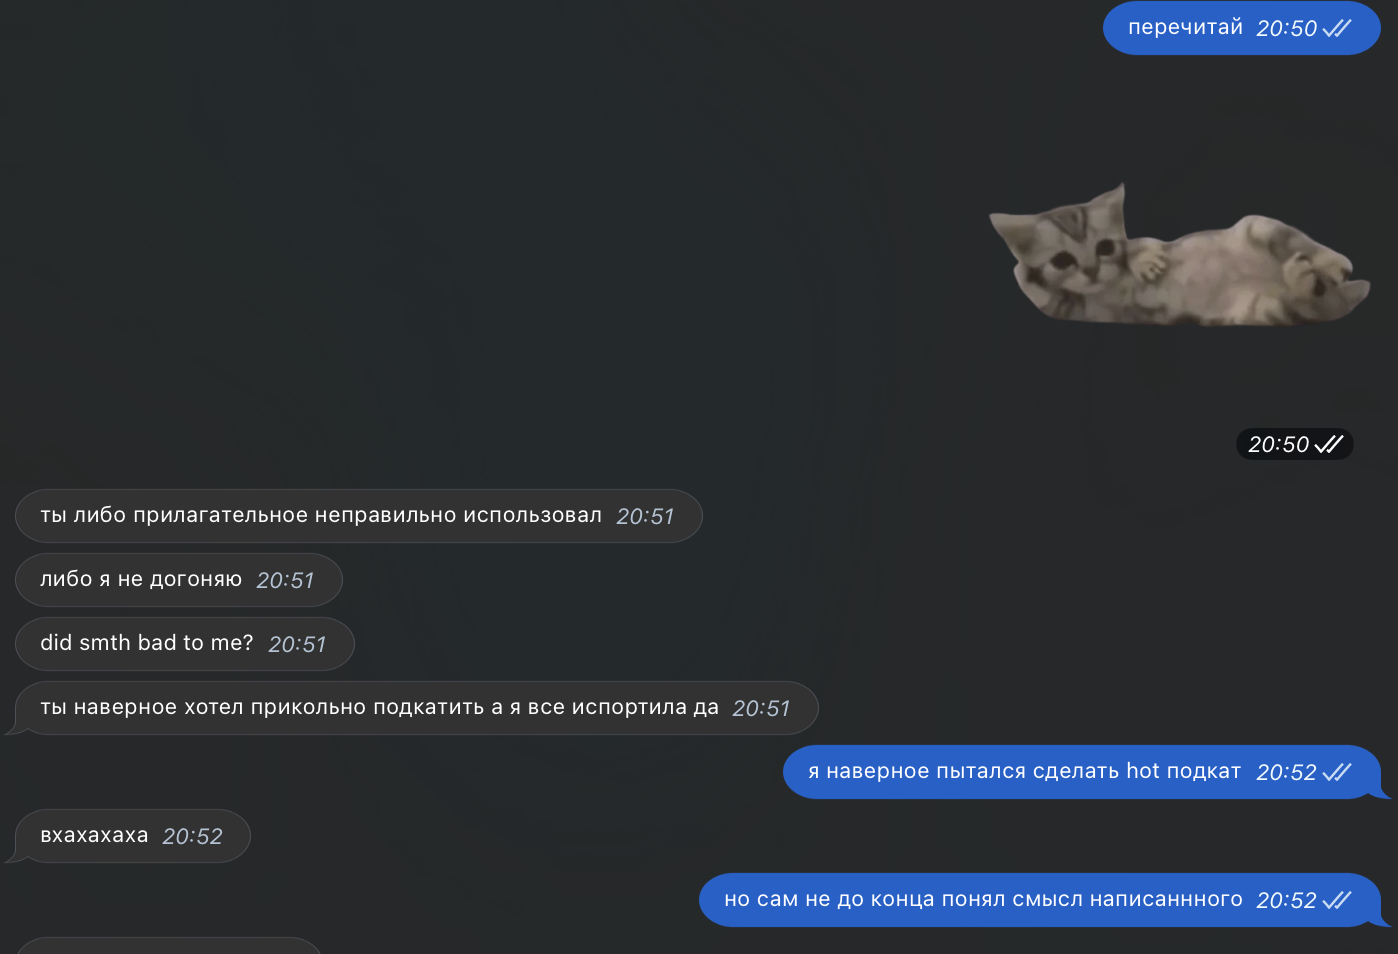 перечитай 20:50
20:50
ты либо прилагательное неправильно использовал 20:51
либо я не догоняю 20:51
did smth bad to me? 20:51
ты наверное хотел прикольно подкатить а я все испортила да 20:51
я наверное пытался сделать hot подкат 20:52
вхахахаха 20:52
но сам не до конца понял смысл написаннного 20:52